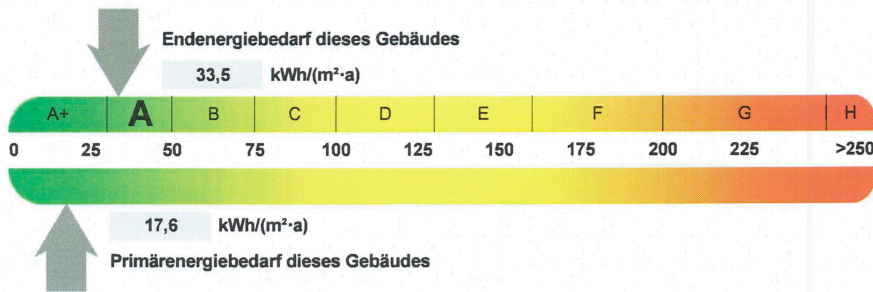 Endenergiebedarf dieses Gebäudes
33,5 kWh/(m²·a)
A+ A B C D E F G H
0 25 50 75 100 125 150 175 200 225 >250
17,6 kWh/(m²·a)
Primärenergiebedarf dieses Gebäudes